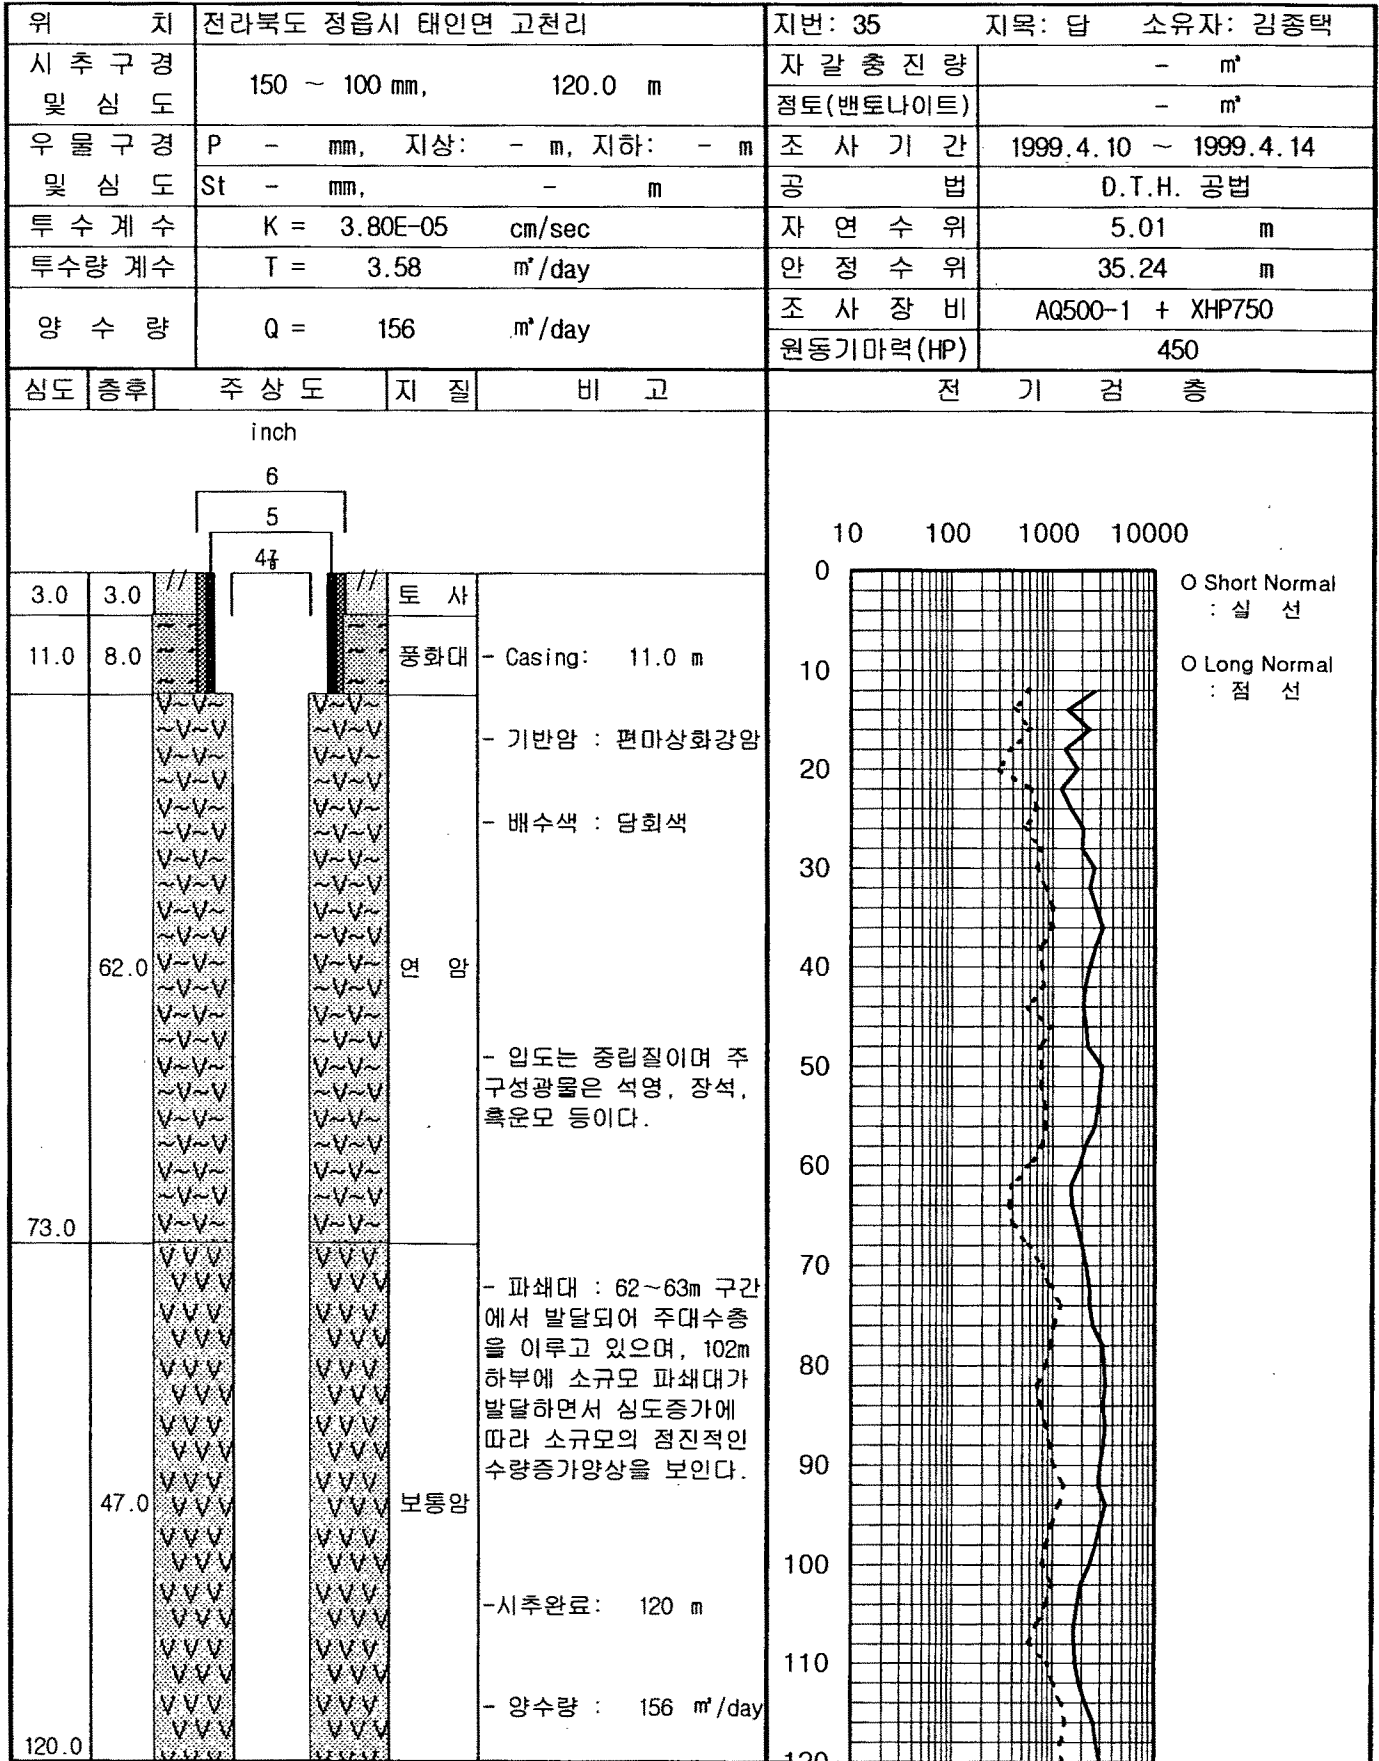 위 치 전라북도 정읍시 태인면 고천리 지번: 35 지목: 답 소유자: 김종택
시 추 구 경 및 심 도 150 ~ 100 mm, 120.0 m
자 갈 충 진 량 - ㎥
점토(밴토나이트) - ㎥
우 물 구 경 및 심 도 P - mm, 지상: - m, 지하: - m
St - mm, - m
조 사 기 간 1999.4.10 ~ 1999.4.14
공 법 D.T.H. 공법
투 수 계 수 K = 3.80E-05 cm/sec
자 연 수 위 5.01 m
투수량 계수 T = 3.58 ㎡/day
안 정 수 위 35.24 m
양 수 량 Q = 156 ㎥/day
조 사 장 비 AQ500-1 + XHP750
원동기마력(HP) 450
심도 층후 주 상 도 지 질 비 고 전 기 검 층
inch
6
5
3.0 3.0 토 사
11.0 8.0 풍화대 - Casing: 11.0 m
- 기반암 : 편마상화강암
- 배수색 : 담회색
62.0 연 암
- 입도는 중립질이며 주
구성광물은 석영, 장석,
흑운모 등이다.
73.0
- 파쇄대 : 62~63m 구간
에서 발달되어 주대수층
을 이루고 있으며, 102m
하부에 소규모 파쇄대가
발달하면서 심도증가에
따라 소규모의 점진적인
수량증가양상을 보인다.
47.0 보통암
-시추완료: 120 m
- 양수량 : 156 ㎥/day
120.0
10 100 1000 10000
0
10
20
30
40
50
60
70
80
90
100
110
120
O Short Normal
: 실 선
O Long Normal
: 점 선